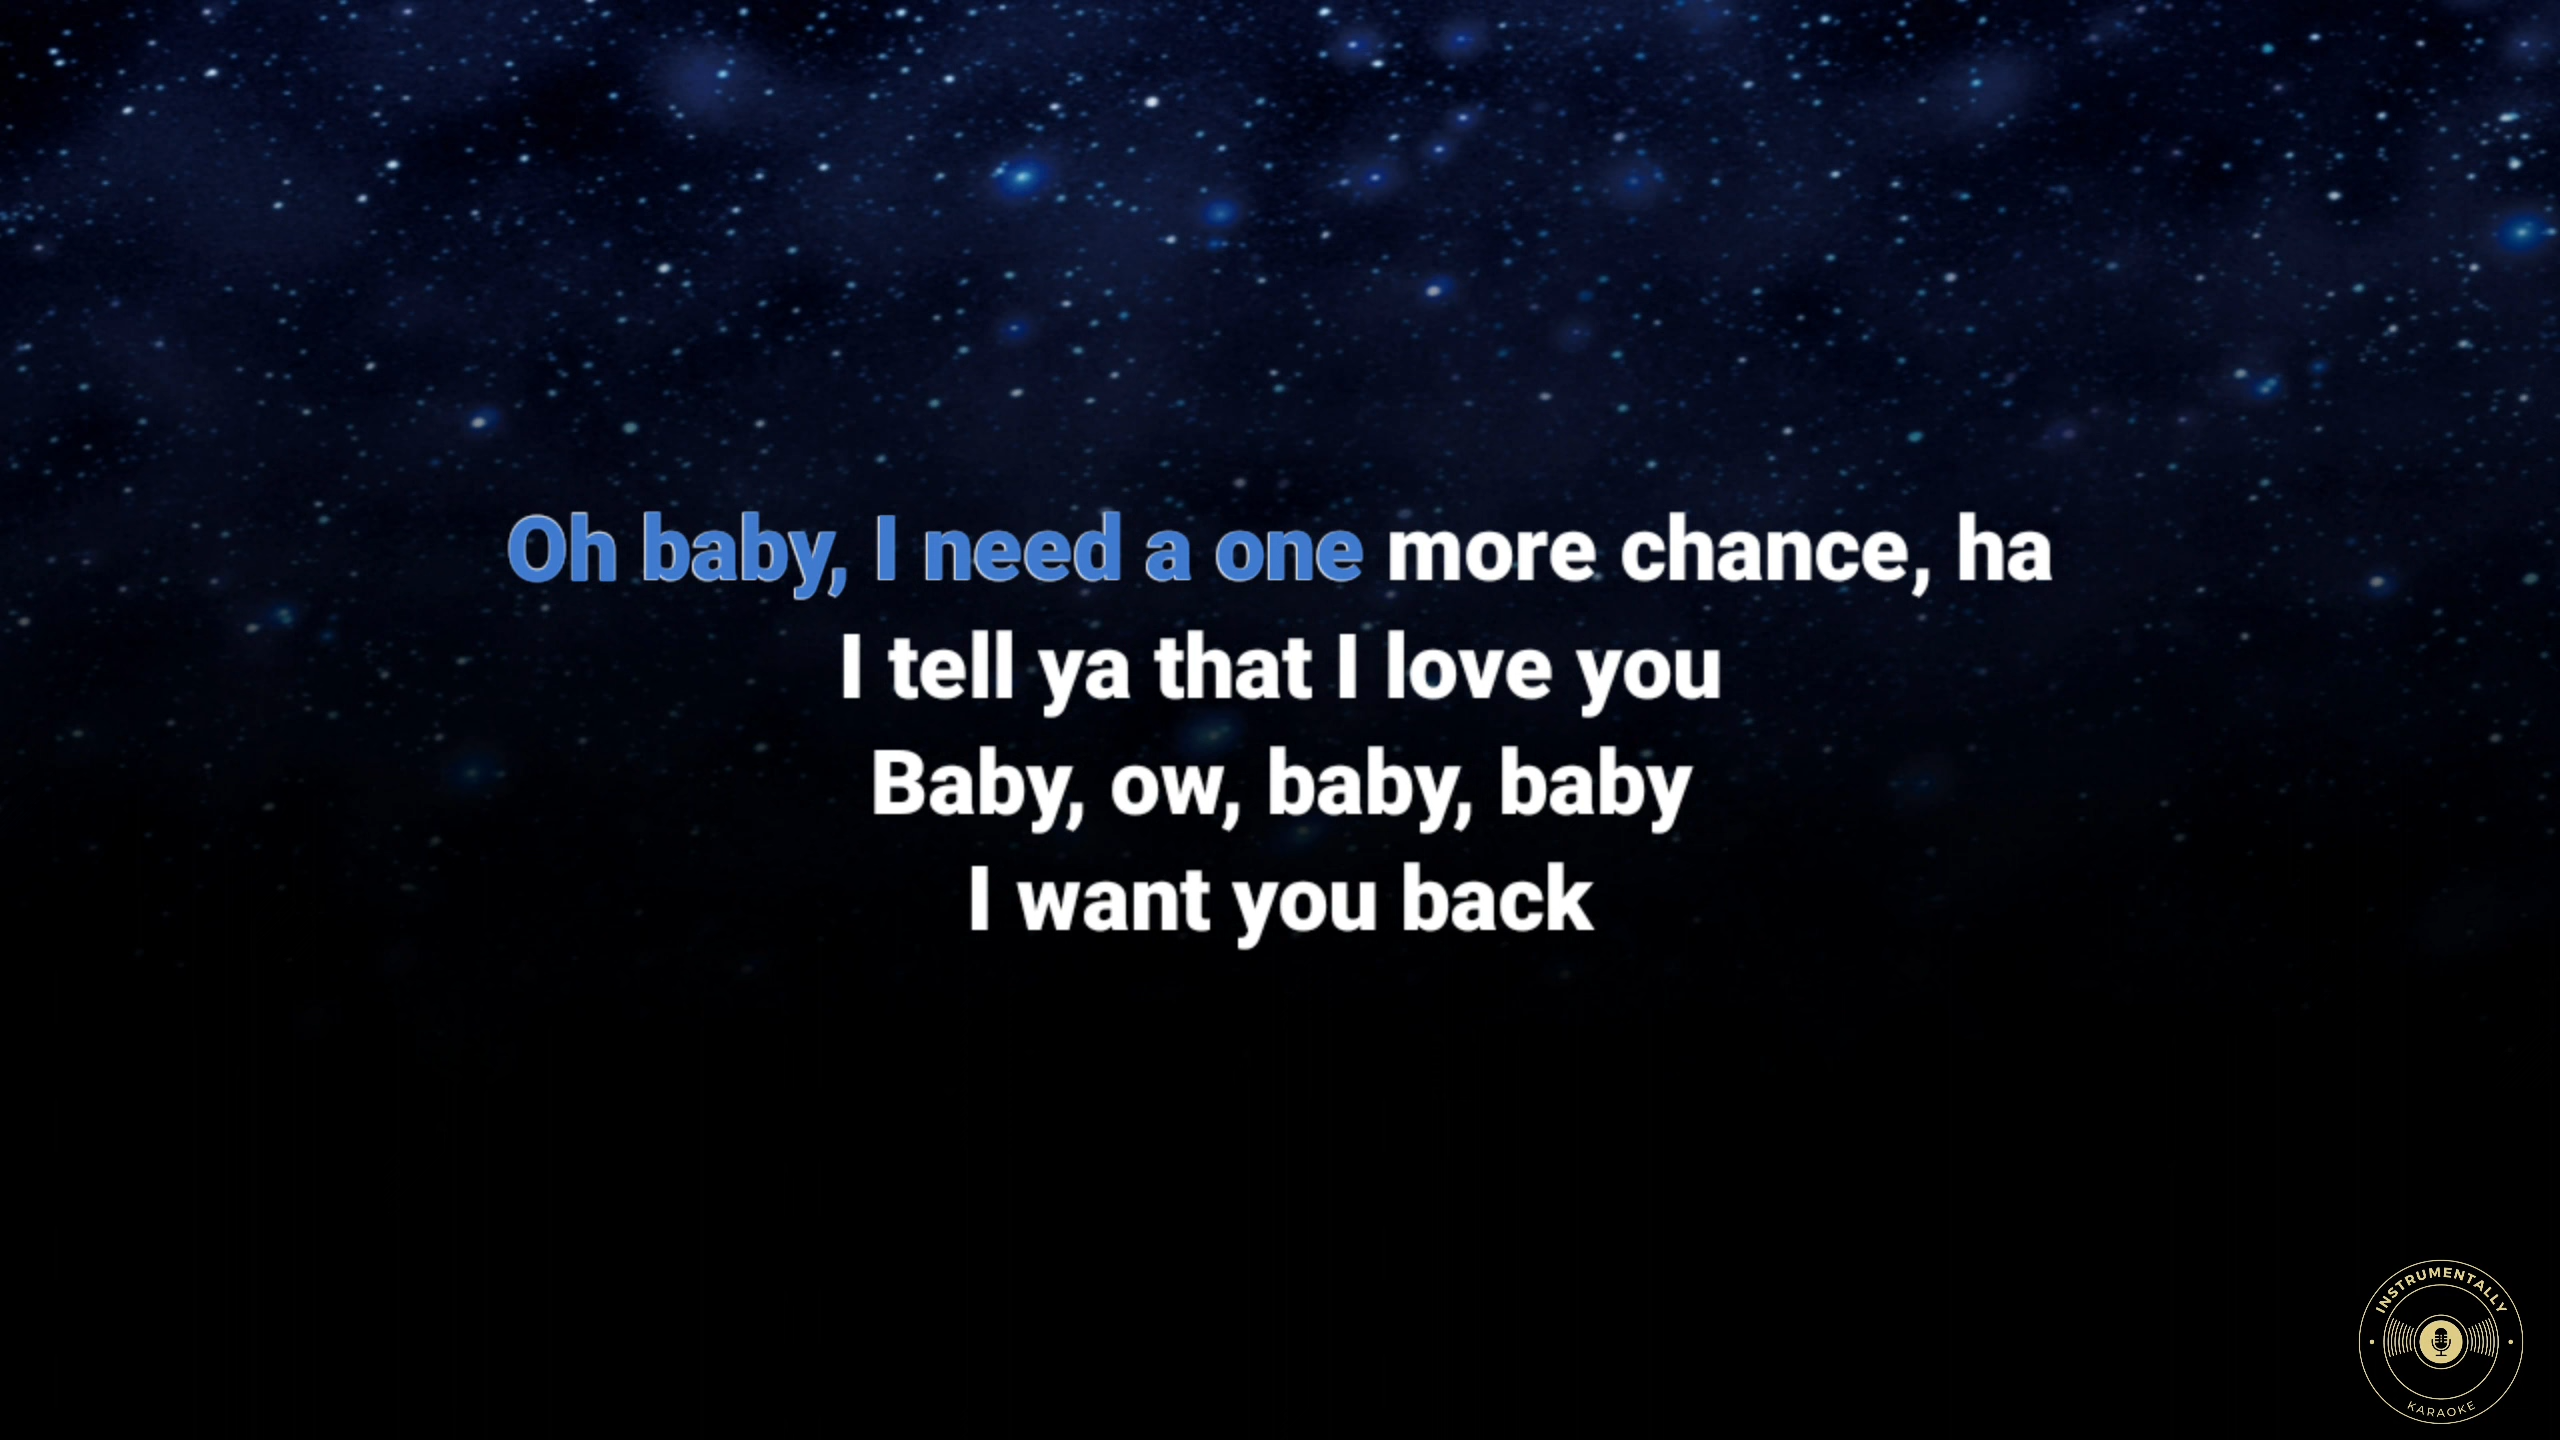 Oh baby, I need a one more chance, ha
I tell ya that I love you
Baby, ow, baby, baby
I want you back
INSTRUMENTALLY
KARAOKE